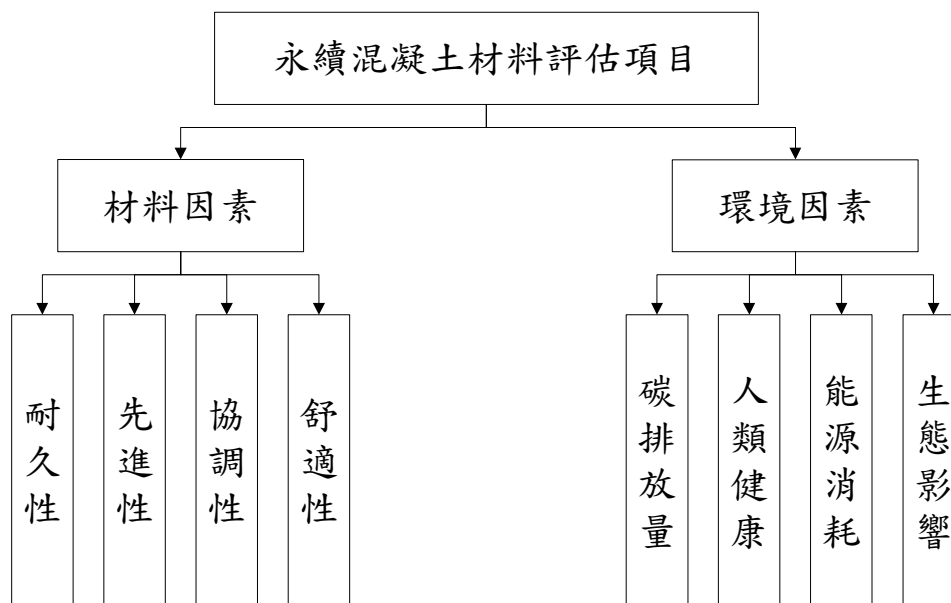 永續混凝土材料評估項目
材料因素
環境因素
耐久性
先進性
協調性
舒適性
碳排放量
人類健康
能源消耗
生態影響